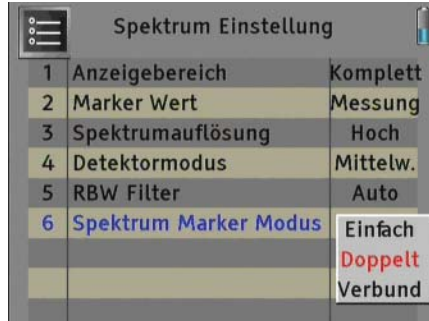 Spektrum Einstellung
1 Anzeigebereich Komplett
2 Marker Wert Messung
3 Spektrumauflösung Hoch
4 Detektormodus Mittelw.
5 RBW Filter Auto
6 Spektrum Marker Modus Einfach
Doppelt
Verbund